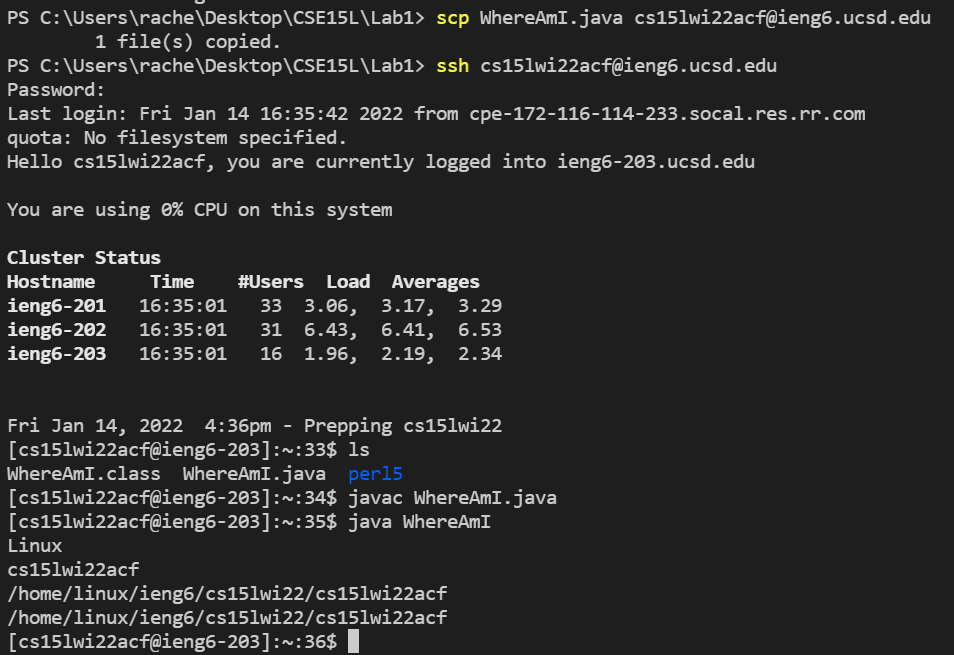 PS C:\Users\rache\Desktop\CSE15L\Lab1> scp WhereAmI.java cs15lwi22acf@ieng6.ucsd.edu
        1 file(s) copied.
PS C:\Users\rache\Desktop\CSE15L\Lab1> ssh cs15lwi22acf@ieng6.ucsd.edu
Password:
Last login: Fri Jan 14 16:35:42 2022 from cpe-172-116-114-233.socal.res.rr.com
quota: No filesystem specified.
Hello cs15lwi22acf, you are currently logged into ieng6-203.ucsd.edu

You are using 0% CPU on this system

Cluster Status
Hostname     Time    #Users  Load  Averages
ieng6-201   16:35:01   33  3.06,  3.17,  3.29
ieng6-202   16:35:01   31  6.43,  6.41,  6.53
ieng6-203   16:35:01   16  1.96,  2.19,  2.34

Fri Jan 14, 2022  4:36pm - Prepping cs15lwi22
[cs15lwi22acf@ieng6-203]:~:33$ ls
WhereAmI.class  WhereAmI.java  perl5
[cs15lwi22acf@ieng6-203]:~:34$ javac WhereAmI.java
[cs15lwi22acf@ieng6-203]:~:35$ java WhereAmI
Linux
cs15lwi22acf
/home/linux/ieng6/cs15lwi22/cs15lwi22acf
/home/linux/ieng6/cs15lwi22/cs15lwi22acf
[cs15lwi22acf@ieng6-203]:~:36$